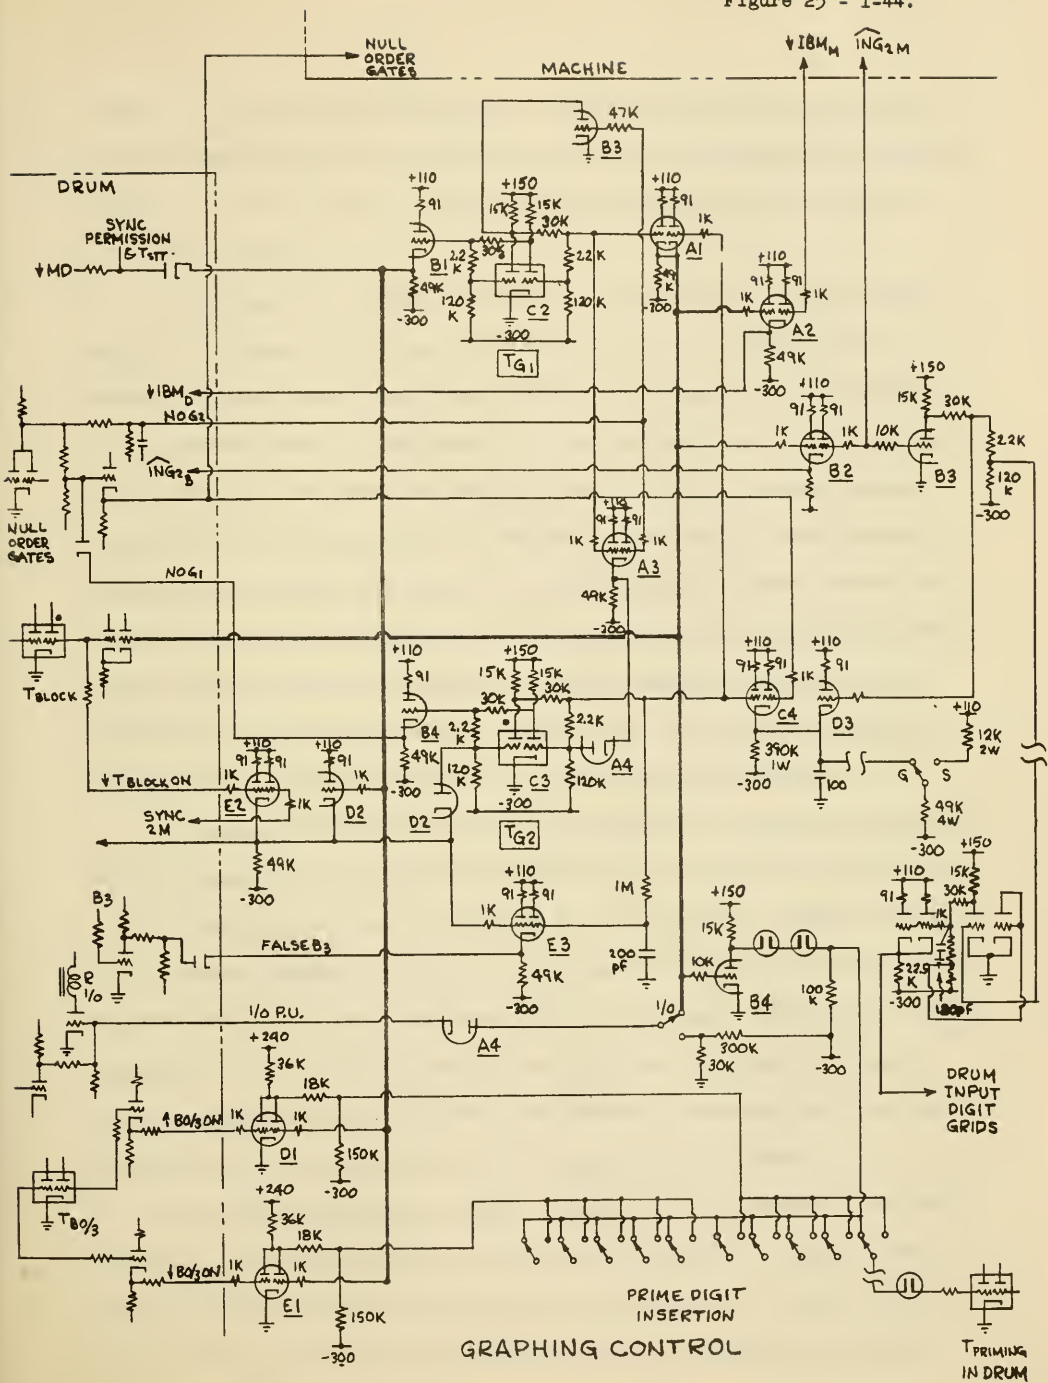 Figure 25 - 1-44.
NULL
ORDER
GATES
MACHINE
↓IBM_M
ING_2M
47K
B3
DRUM
+110
91
+150
15K
15K
30K
+110
91
1K
SYNC
PERMISSION
& T_STT.
↓MD
B1
30K
2.2
K
22K
A1
49K
120
K
120K
C2
49
K
-300
-300
-300
+110
91
91
1K
1K
A2
T_G1
49K
-300
↓IBM_D
NOG2
+110
91
91
+150
15K
30K
1K
1K
10K
22K
120
K
B2
B3
-300
ING_2B
NULL
ORDER
GATES
+110
91
91
1K
1K
A3
NOG1
49K
-300
T_BLOCK
+110
91
+150
15K
15K
30K
30K
B4
2.2
K
2.2K
49K
120
K
120K
C3
A4
-300
-300
D2
T_G2
+110
91
91
1K
C4
+110
91
D3
390K
1W
-300
100
+110
12K
2W
G
S
49K
4W
-300
↓T_BLOCK ON
+110
91
91
91
1K
1K
1K
E2
D2
SYNC
2M
49K
-300
+110
91
91
1K
E3
49K
-300
1M
200
pf
+150
15K
10K
B4
100
K
I/O
300K
30K
-300
+150
+110
15K
91
30K
1K
22.5
K
-300
180pF
DRUM
INPUT
DIGIT
GRIDS
B3
FALSE B3
R
I/O
I/O P.U.
A4
+240
36K
18K
↑B0/3 ON
1K
1K
D1
150K
-300
T_B0/3
+240
36K
18K
↓B0/3 ON
1K
1K
E1
150K
-300
PRIME DIGIT
INSERTION
GRAPHING CONTROL
T_PRIMING
IN DRUM